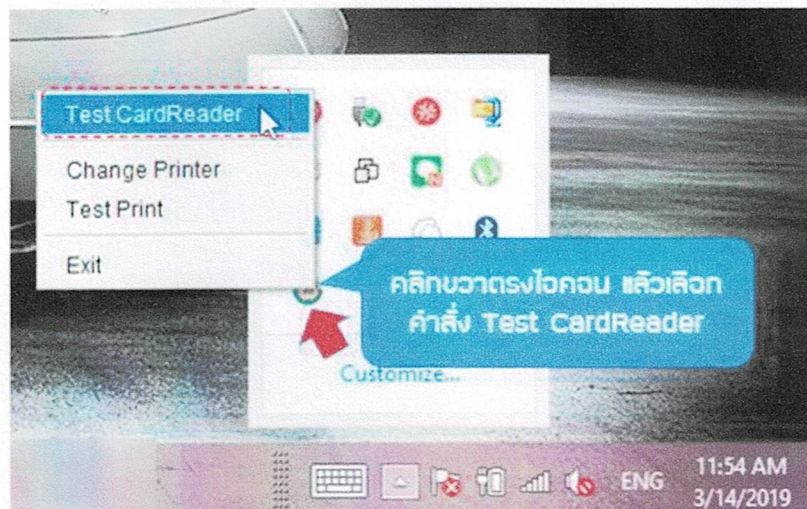 Test CardReader
Change Printer
Test Print
Exit
คลิกขวาตรงไอคอน แล้วเลือก
คำสั่ง Test CardReader
Customize...
ENG
11:54 AM
3/14/2019